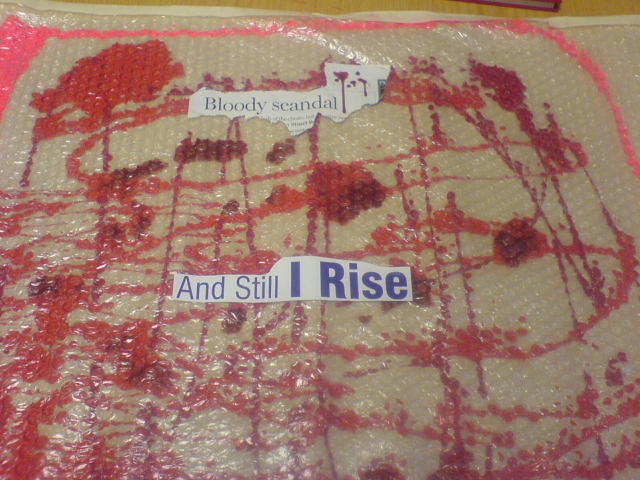 Bloody scandal
And Still I Rise